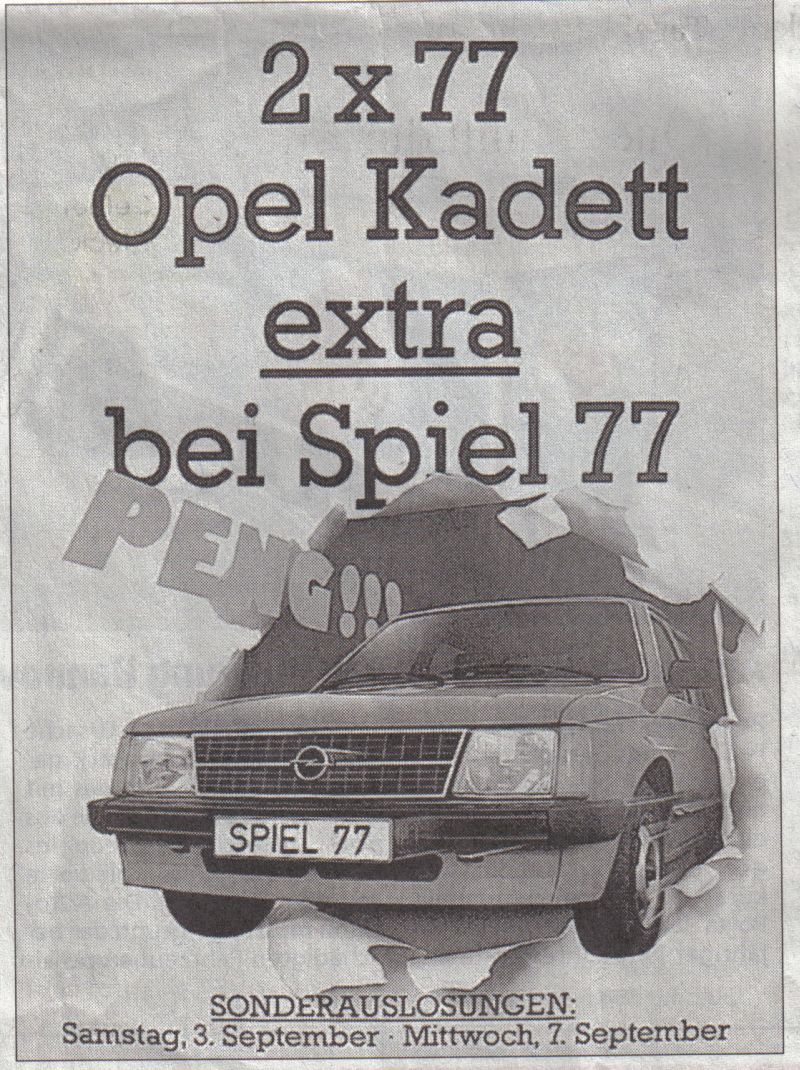 2 x 77
Opel Kadett
extra
bei Spiel 77
PENG!!!
SPIEL 77
SONDERAUSLOSUNGEN:
Samstag, 3. September · Mittwoch, 7. September